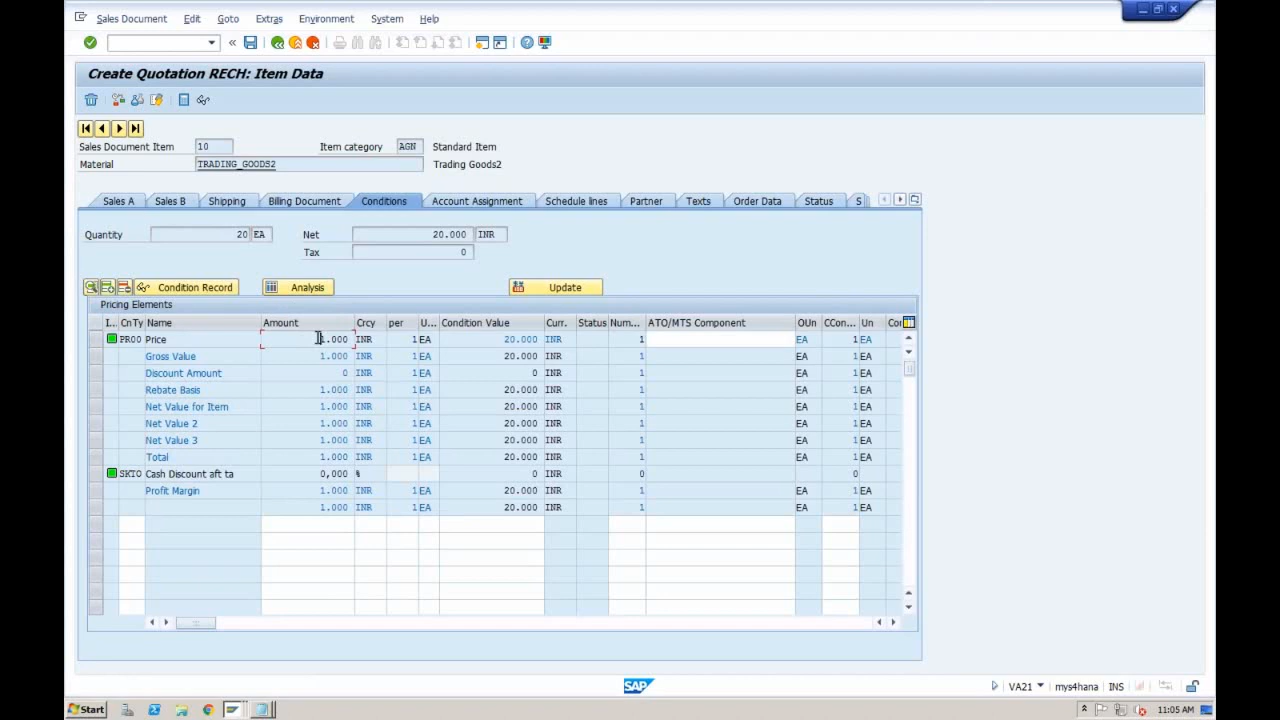 Sales Document Edit Goto Extras Environment System Help
Create Quotation RECH: Item Data
Sales Document Item 10 Item category AGN Standard Item
Material TRADING_GOODS2 Trading Goods2
Sales A Sales B Shipping Billing Document Conditions Account Assignment Schedule lines Partner Texts Order Data Status S
Quantity 20 EA Net 20.000 INR
Tax 0
Condition Record Analysis Update
Pricing Elements
I... CnTy Name Amount Crcy per U... Condition Value Curr. Status Num... ATO/MTS Component OUn CCon... Un Cor
PR00 Price 1.000 INR 1 EA 20.000 INR 1 EA 1 EA
Gross Value 1.000 INR 1 EA 20.000 INR 1 EA 1 EA
Discount Amount 0 INR 1 EA 0 INR 1 EA 1 EA
Rebate Basis 1.000 INR 1 EA 20.000 INR 1 EA 1 EA
Net Value for Item 1.000 INR 1 EA 20.000 INR 1 EA 1 EA
Net Value 2 1.000 INR 1 EA 20.000 INR 1 EA 1 EA
Net Value 3 1.000 INR 1 EA 20.000 INR 1 EA 1 EA
Total 1.000 INR 1 EA 20.000 INR 1 EA 1 EA
SKTO Cash Discount aft ta 0,000 % 0 INR 0 0
Profit Margin 1.000 INR 1 EA 20.000 INR 1 EA 1 EA
1.000 INR 1 EA 20.000 INR 1 EA 1 EA
SAP VA21 mys4hana INS
Start 11:05 AM